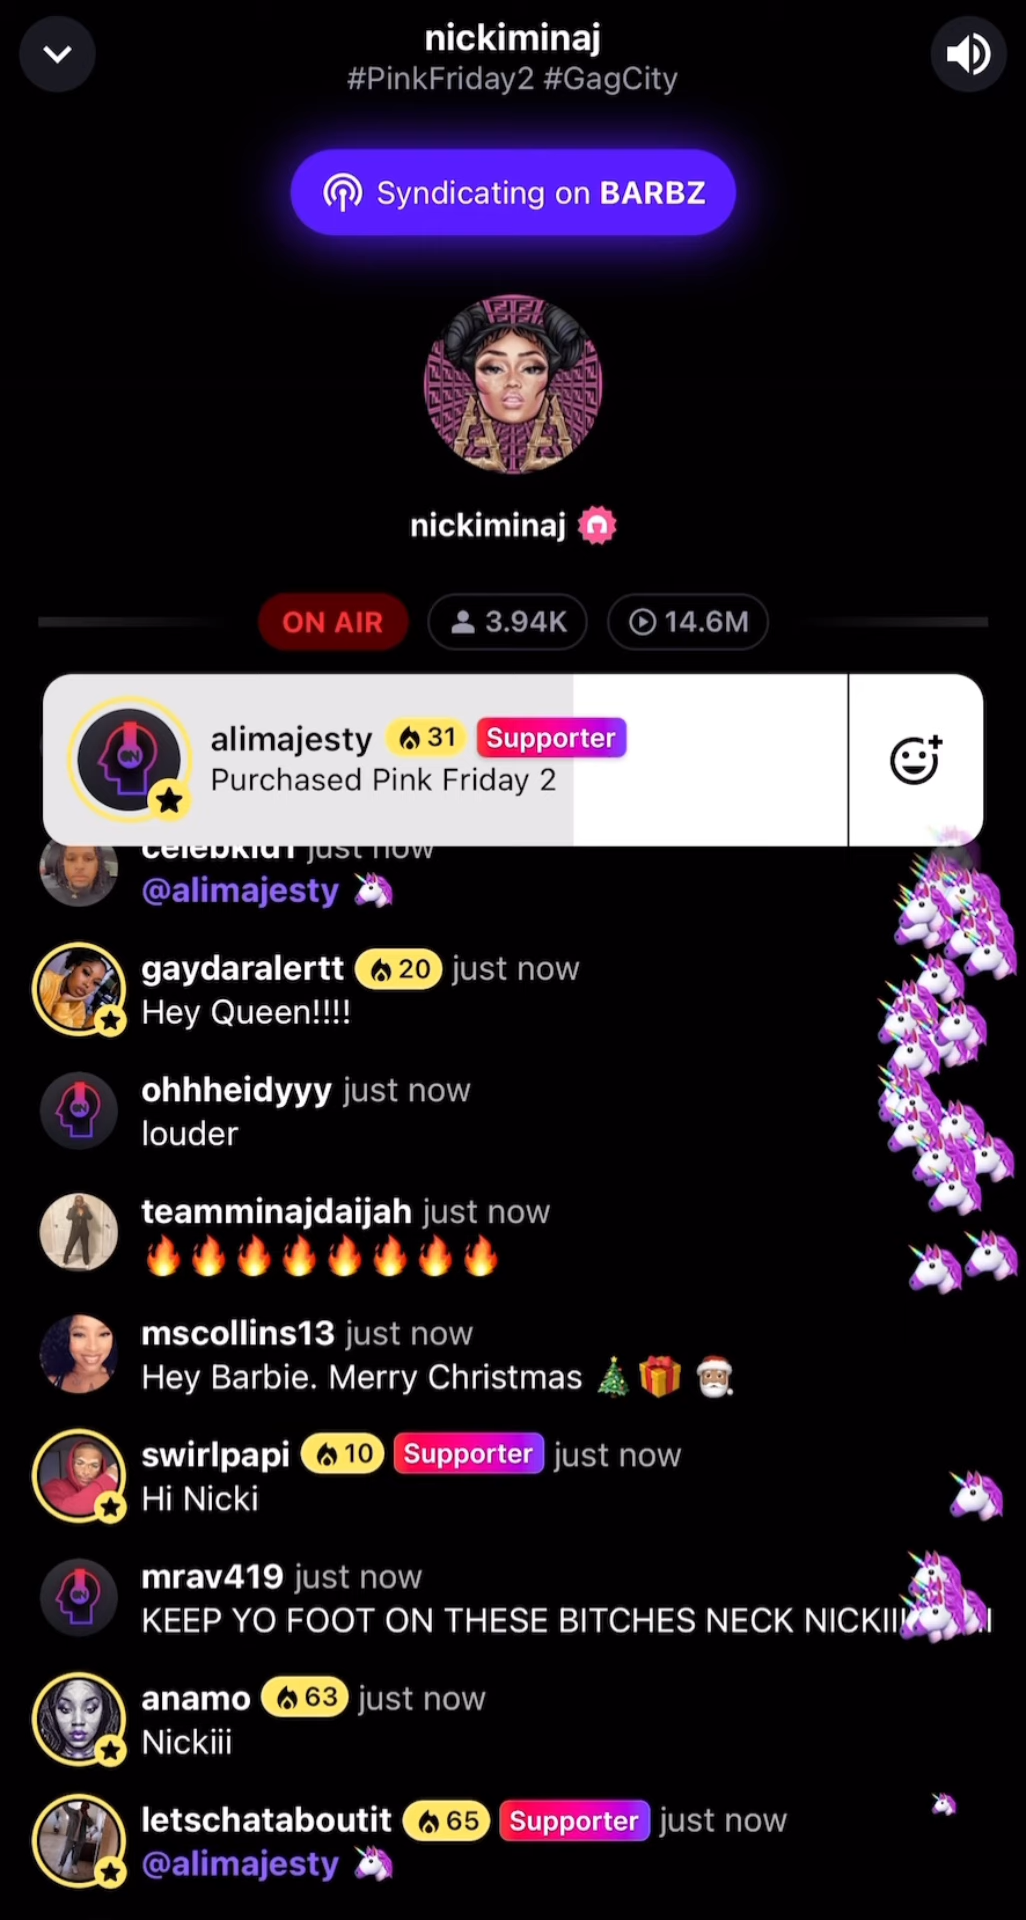 nickiminaj
#PinkFriday2 #GagCity
Syndicating on BARBZ
nickiminaj
ON AIR
3.94K
14.6M
alimajesty 31 Supporter
Purchased Pink Friday 2
celebkid1 just now
@alimajesty 🦄
gaydaralertt 20 just now
Hey Queen!!!!
ohhheidyyy just now
louder
teamminajdaijah just now
🔥🔥🔥🔥🔥🔥🔥🔥
mscollins13 just now
Hey Barbie. Merry Christmas 🎄🎁🎅🏽
swirlpapi 10 Supporter just now
Hi Nicki
mrav419 just now
KEEP YO FOOT ON THESE BITCHES NECK
anamo 63 just now
Nickiii
letschataboutit 65 Supporter just now
@alimajesty 🦄